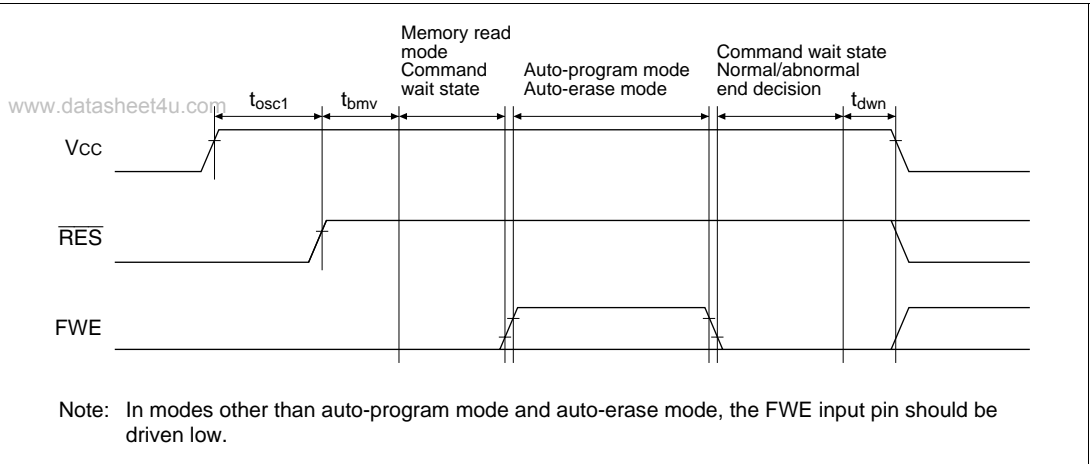 Memory read
mode
Command
wait state
Auto-program mode
Auto-erase mode
Command wait state
Normal/abnormal
end decision
www.datasheet4u.com
tosc1
tbmv
tdwn
VCC
RES
FWE
Note: In modes other than auto-program mode and auto-erase mode, the FWE input pin should be
driven low.